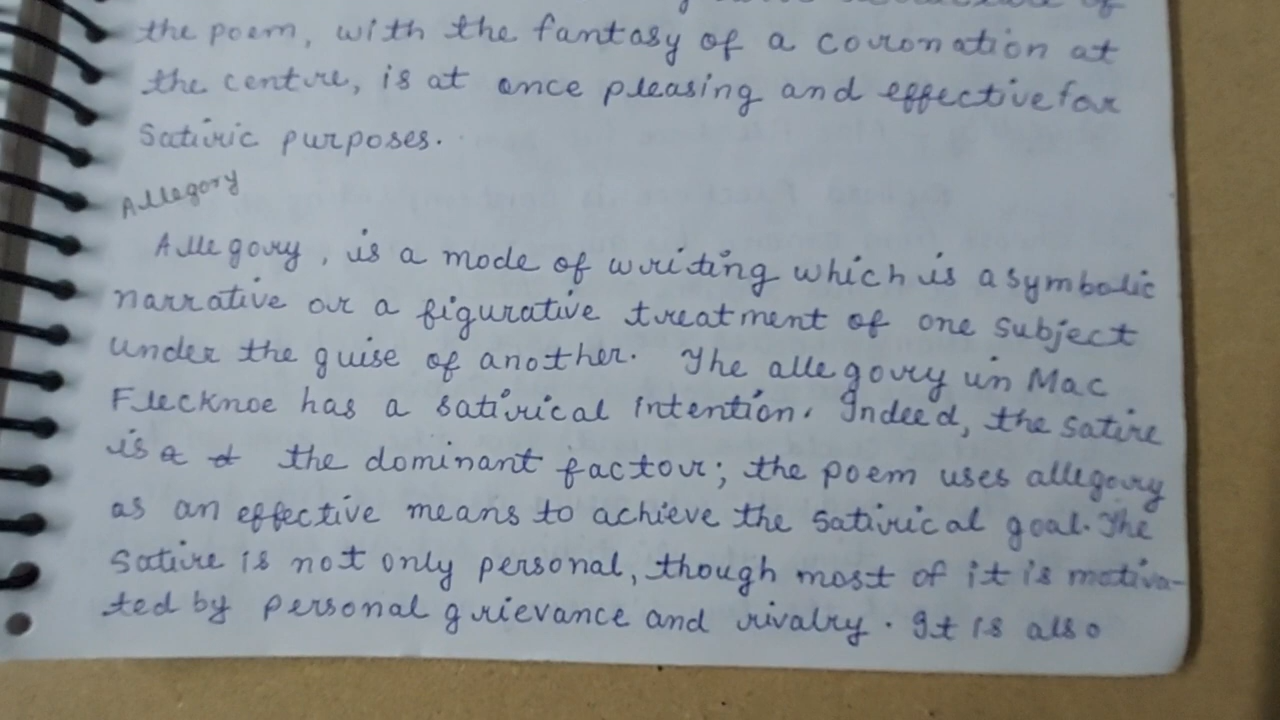 the poem, with the fantasy of a coronation at
the centre, is at once pleasing and effective for
satiric purposes.
Allegory
Allegory, is a mode of writing which is a symbolic
narrative or a figurative treatment of one subject
under the guise of another. The allegory in Mac
Flecknoe has a satirical intention. Indeed, the satire
is the dominant factor; the poem uses allegory
as an effective means to achieve the satirical goal. The
satire is not only personal, though most of it is motiva-
ted by personal grievance and rivalry. It is also